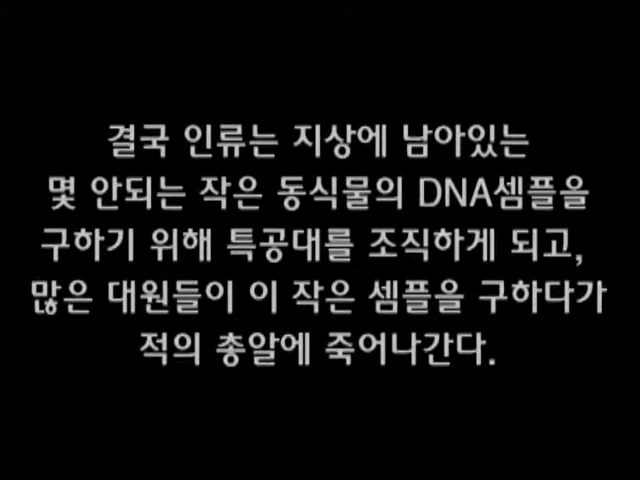 결국 인류는 지상에 남아있는
몇 안되는 작은 동식물의 DNA셈플을
구하기 위해 특공대를 조직하게 되고,
많은 대원들이 이 작은 셈플을 구하다가
적의 총알에 죽어나간다.